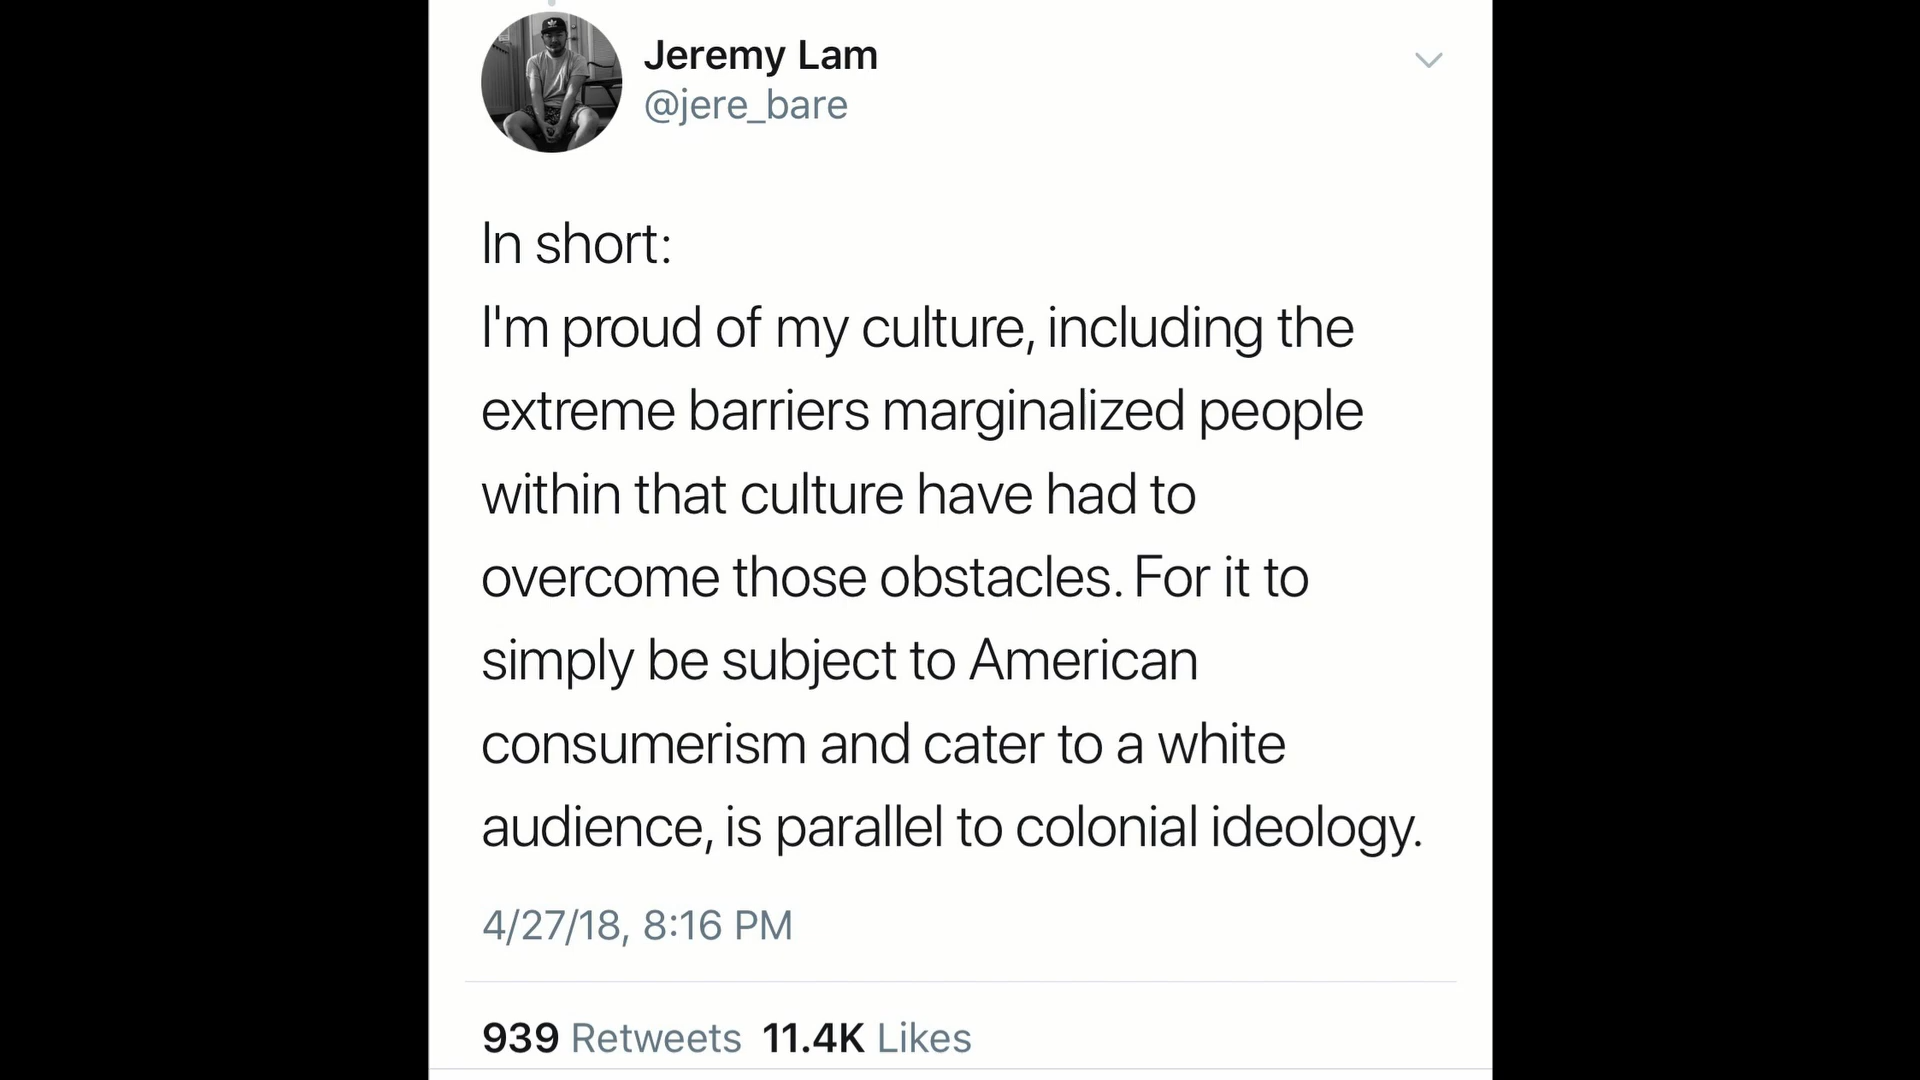 Jeremy Lam
@jere_bare
In short:
I'm proud of my culture, including the
extreme barriers marginalized people
within that culture have had to
overcome those obstacles. For it to
simply be subject to American
consumerism and cater to a white
audience, is parallel to colonial ideology.
4/27/18, 8:16 PM
939 Retweets 11.4K Likes